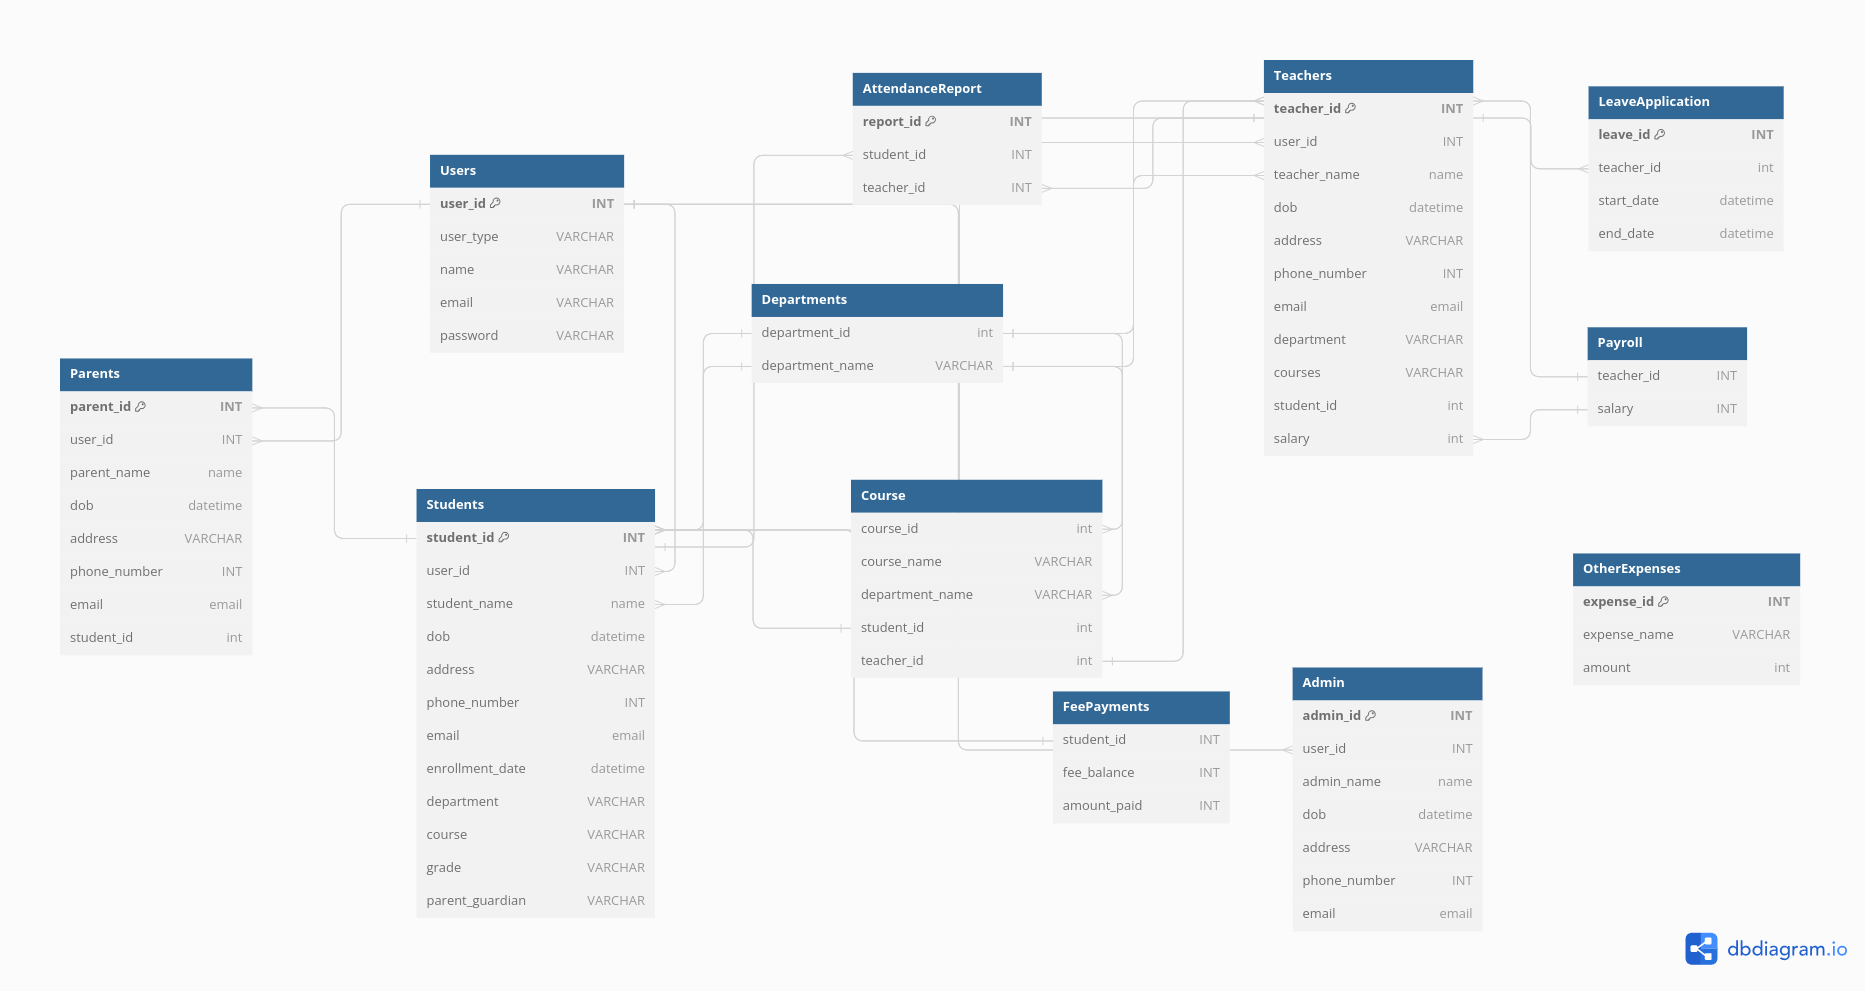 Parents
parent_id INT
user_id INT
parent_name name
dob datetime
address VARCHAR
phone_number INT
email email
student_id int
Users
user_id INT
user_type VARCHAR
name VARCHAR
email VARCHAR
password VARCHAR
Students
student_id INT
user_id INT
student_name name
dob datetime
address VARCHAR
phone_number INT
email email
enrollment_date datetime
department VARCHAR
course VARCHAR
grade VARCHAR
parent_guardian VARCHAR
AttendanceReport
report_id INT
student_id INT
teacher_id INT
Departments
department_id int
department_name VARCHAR
Course
course_id int
course_name VARCHAR
department_name VARCHAR
student_id int
teacher_id int
FeePayments
student_id INT
fee_balance INT
amount_paid INT
Teachers
teacher_id INT
user_id INT
teacher_name name
dob datetime
address VARCHAR
phone_number INT
email email
department VARCHAR
courses VARCHAR
student_id int
salary int
Admin
admin_id INT
user_id INT
admin_name name
dob datetime
address VARCHAR
phone_number INT
email email
LeaveApplication
leave_id INT
teacher_id int
start_date datetime
end_date datetime
Payroll
teacher_id INT
salary INT
OtherExpenses
expense_id INT
expense_name VARCHAR
amount int
dbdiagram.io